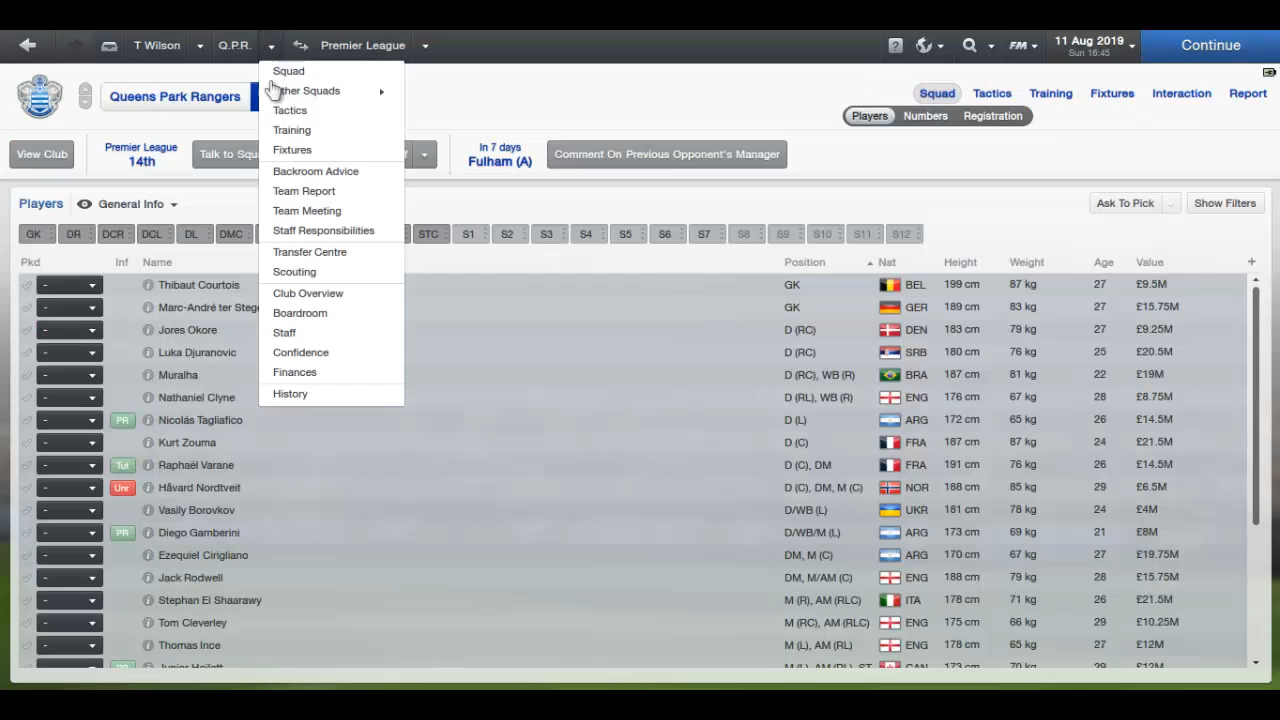 T Wilson Q.P.R. Premier League ? FM 11 Aug 2019 Continue
Sun 16:45
Queens Park Rangers Squad Tactics Training Fixtures Interaction Report
Players Numbers Registration
View Club Premier League 14th Talk to Squa In 7 days Fulham (A) Comment On Previous Opponent's Manager
Squad
ther Squads
Tactics
Training
Fixtures
Backroom Advice
Team Report
Team Meeting
Staff Responsibilities
Transfer Centre
Scouting
Club Overview
Boardroom
Staff
Confidence
Finances
History
Players General Info Ask To Pick Show Filters
GK DR DCR DCL DL DMC STC S1 S2 S3 S4 S5 S6 S7 S8 S9 S10 S11 S12
Pkd Inf Name Position Nat Height Weight Age Value +
- Thibaut Courtois GK BEL 199 cm 87 kg 27 £9.5M
- Marc-André ter Stege GK GER 189 cm 83 kg 27 £15.75M
- Jores Okore D (RC) DEN 183 cm 79 kg 27 £9.25M
- Luka Djuranovic D (RC) SRB 180 cm 76 kg 25 £20.5M
- Muralha D (RC), WB (R) BRA 187 cm 81 kg 22 £19M
- Nathaniel Clyne D (RL), WB (R) ENG 176 cm 67 kg 28 £8.75M
- PR Nicolás Tagliafico D (L) ARG 172 cm 65 kg 26 £14.5M
- Kurt Zouma D (C) FRA 187 cm 87 kg 24 £21.5M
- Tut Raphaël Varane D (C), DM FRA 191 cm 76 kg 26 £14.5M
- Unr Håvard Nordtveit D (C), DM, M (C) NOR 188 cm 85 kg 29 £6.5M
- Vasily Borovkov D/WB (L) UKR 181 cm 78 kg 24 £4M
- PR Diego Gamberini D/WB/M (L) ARG 173 cm 69 kg 21 £8M
- Ezequiel Cirigliano DM, M (C) ARG 170 cm 67 kg 27 £19.75M
- Jack Rodwell DM, M/AM (C) ENG 188 cm 79 kg 28 £15.75M
- Stephan El Shaarawy M (R), AM (RLC) ITA 178 cm 71 kg 26 £21.5M
- Tom Cleverley M (RC), AM (RLC) ENG 175 cm 66 kg 29 £10.25M
- Thomas Ince M (L), AM (RL) ENG 178 cm 65 kg 27 £12M
- PR Junior Hoilett M (L), AM (RL), ST CAN 173 cm 70 kg 29 £12M